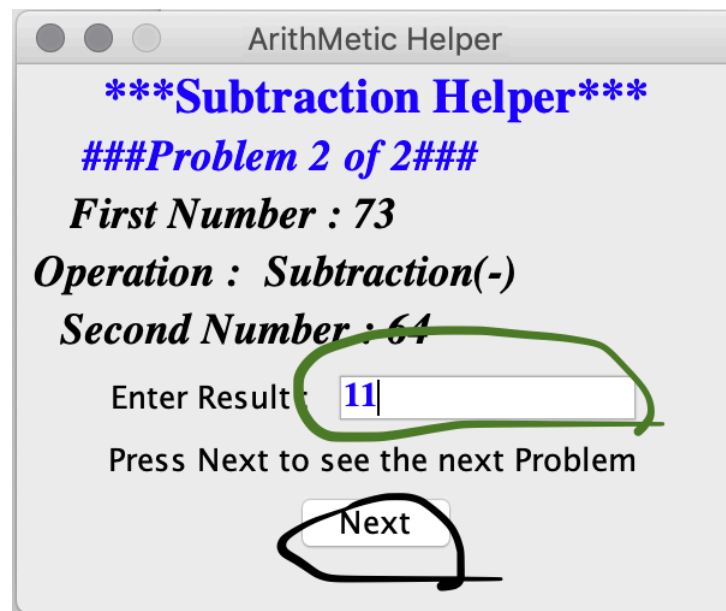 ArithMetic Helper
***Subtraction Helper***
###Problem 2 of 2###
First Number : 73
Operation :  Subtraction(-)
Second Number : 64
Enter Result : 11
Press Next to see the next Problem
Next